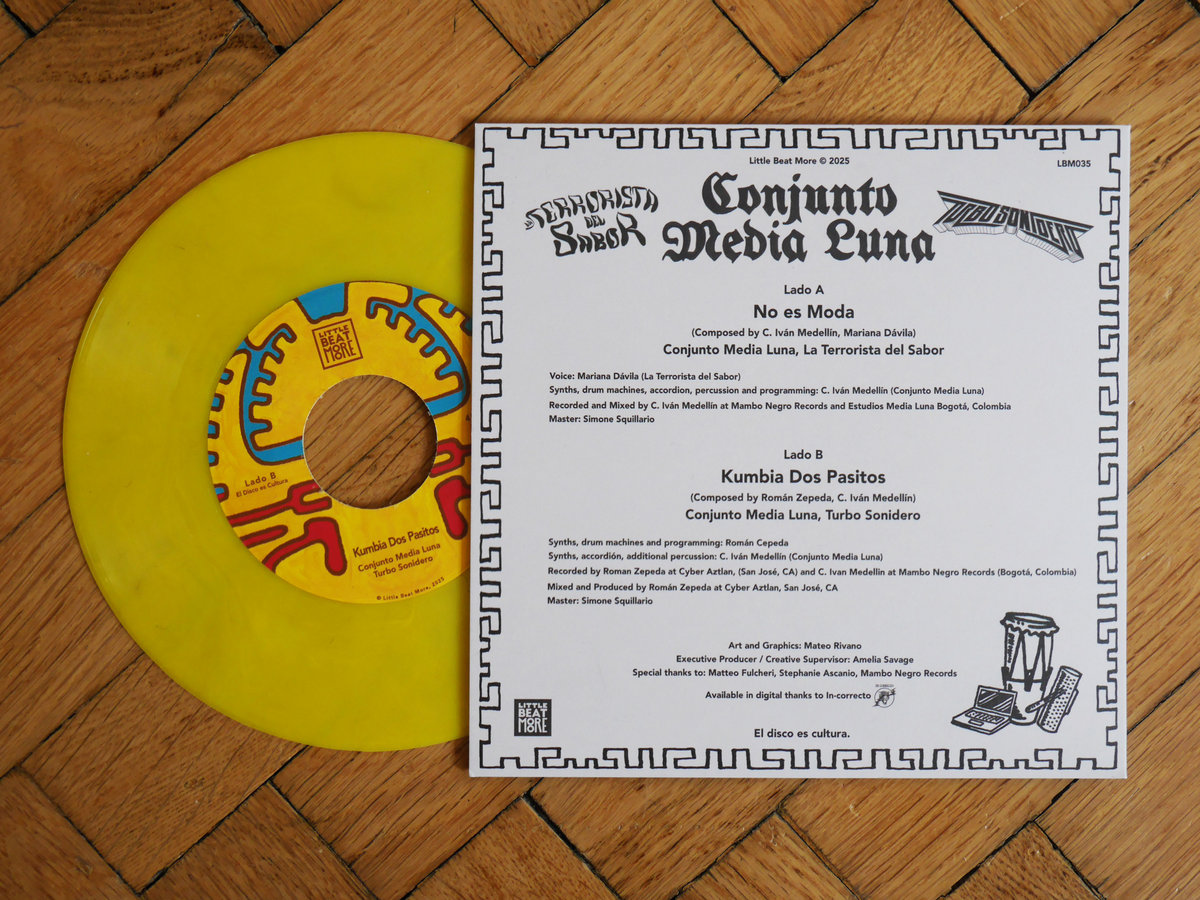 Little Beat More © 2025
LBM035
TERRORISTA
DEL
SABOR
Conjunto
Media Luna
TURBO SONIDERO
Lado A
No es Moda
(Composed by C. Iván Medellín, Mariana Dávila)
Conjunto Media Luna, La Terrorista del Sabor
Voice: Mariana Dávila (La Terrorista del Sabor)
Synths, drum machines, accordion, percussion and programming: C. Iván Medellín (Conjunto Media Luna)
Recorded and Mixed by C. Iván Medellín at Mambo Negro Records and Estudios Media Luna Bogotá, Colombia
Master: Simone Squillario
Lado B
Kumbia Dos Pasitos
(Composed by Román Zepeda, C. Iván Medellín)
Conjunto Media Luna, Turbo Sonidero
Synths, drum machines and programming: Román Cepeda
Synths, accordión, additional percussion: C. Iván Medellín (Conjunto Media Luna)
Recorded by Roman Zepeda at Cyber Aztlan, (San José, CA) and C. Ivan Medellin at Mambo Negro Records (Bogotá, Colombia)
Mixed and Produced by Román Zepeda at Cyber Aztlan, San José, CA
Master: Simone Squillario
Art and Graphics: Mateo Rivano
Executive Producer / Creative Supervisor: Amelia Savage
Special thanks to: Matteo Fulcheri, Stephanie Ascanio, Mambo Negro Records
Available in digital thanks to In-correcto
El disco es cultura.
LITTLE
BEAT
MORE
LITTLE
BEAT
MORE
Lado B
El Disco es Cultura
Kumbia Dos Pasitos
Conjunto Media Luna
Turbo Sonidero
© Little Beat More, 2025